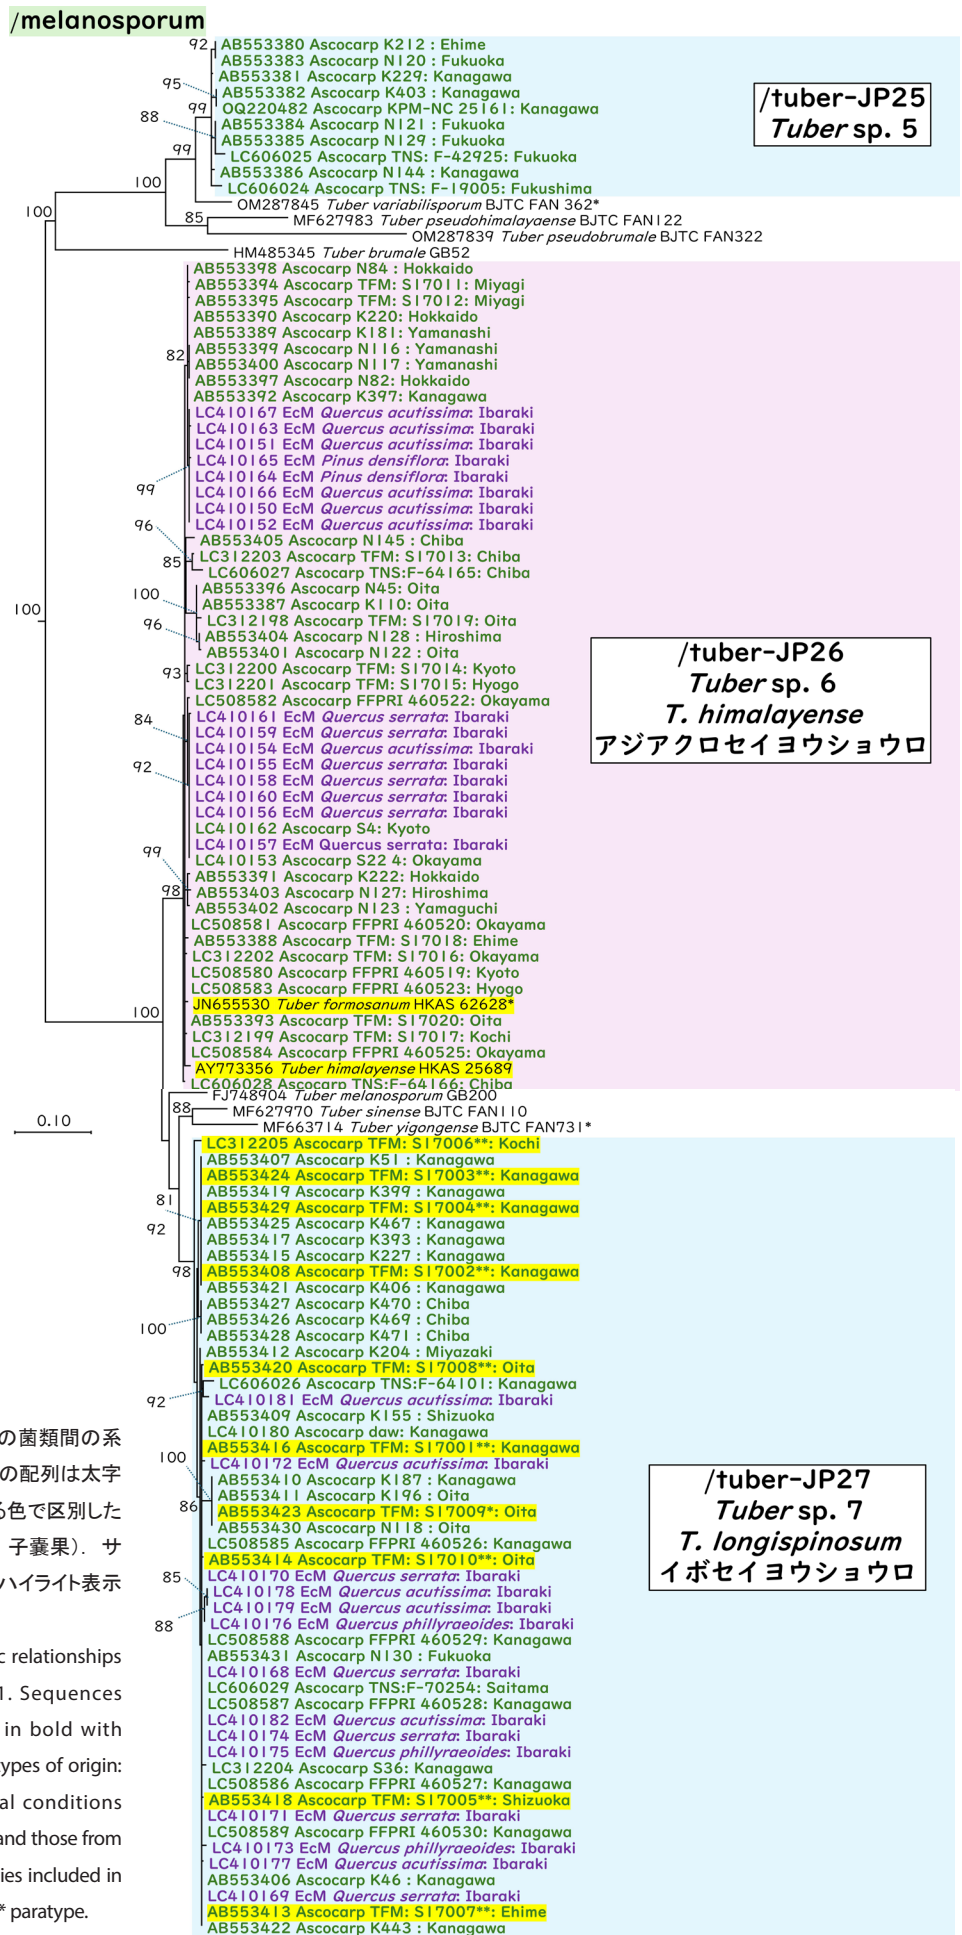 /melanosporum
92
AB553380 Ascocarp K212 : Ehime
AB553383 Ascocarp N120 : Fukuoka
AB553381 Ascocarp K229: Kanagawa
95
AB553382 Ascocarp K403 : Kanagawa
99
OQ220482 Ascocarp KPM-NC 25161: Kanagawa
88
AB553384 Ascocarp N121 : Fukuoka
AB553385 Ascocarp N129 : Fukuoka
99
LC606025 Ascocarp TNS: F-42925: Fukuoka
AB553386 Ascocarp N144 : Kanagawa
100
LC606024 Ascocarp TNS: F-19005: Fukushima
/tuber-JP25
Tuber sp. 5
OM287845 Tuber variabilisporum BJTC FAN 362*
100
85
MF627983 Tuber pseudohimalayaense BJTC FAN122
OM287839 Tuber pseudobrumale BJTC FAN322
HM485345 Tuber brumale GB52
AB553398 Ascocarp N84 : Hokkaido
AB553394 Ascocarp TFM: S17011: Miyagi
AB553395 Ascocarp TFM: S17012: Miyagi
AB553390 Ascocarp K220: Hokkaido
AB553389 Ascocarp K181: Yamanashi
82
AB553399 Ascocarp N116 : Yamanashi
AB553400 Ascocarp N117 : Yamanashi
AB553397 Ascocarp N82: Hokkaido
AB553392 Ascocarp K397: Kanagawa
LC410167 EcM Quercus acutissima: Ibaraki
LC410163 EcM Quercus acutissima: Ibaraki
LC410151 EcM Quercus acutissima: Ibaraki
LC410165 EcM Pinus densiflora: Ibaraki
LC410164 EcM Pinus densiflora: Ibaraki
99
LC410166 EcM Quercus acutissima: Ibaraki
LC410150 EcM Quercus acutissima: Ibaraki
LC410152 EcM Quercus acutissima: Ibaraki
96
AB553405 Ascocarp N145 : Chiba
85
LC312203 Ascocarp TFM: S17013: Chiba
LC606027 Ascocarp TNS:F-64165: Chiba
100
AB553396 Ascocarp N45: Oita
AB553387 Ascocarp K110: Oita
100
96
LC312198 Ascocarp TFM: S17019: Oita
AB553404 Ascocarp N128 : Hiroshima
AB553401 Ascocarp N122 : Oita
93
LC312200 Ascocarp TFM: S17014: Kyoto
LC312201 Ascocarp TFM: S17015: Hyogo
LC508582 Ascocarp FFPRI 460522: Okayama
84
LC410161 EcM Quercus serrata: Ibaraki
LC410159 EcM Quercus serrata: Ibaraki
LC410154 EcM Quercus acutissima: Ibaraki
92
LC410155 EcM Quercus serrata: Ibaraki
LC410158 EcM Quercus serrata: Ibaraki
LC410160 EcM Quercus serrata: Ibaraki
LC410156 EcM Quercus serrata: Ibaraki
LC410162 Ascocarp S4: Kyoto
LC410157 EcM Quercus serrata: Ibaraki
99
LC410153 Ascocarp S22 4: Okayama
AB553391 Ascocarp K222: Hokkaido
98
AB553403 Ascocarp N127: Hiroshima
AB553402 Ascocarp N123 : Yamaguchi
LC508581 Ascocarp FFPRI 460520: Okayama
AB553388 Ascocarp TFM: S17018: Ehime
LC312202 Ascocarp TFM: S17016: Okayama
LC508580 Ascocarp FFPRI 460519: Kyoto
LC508583 Ascocarp FFPRI 460523: Hyogo
100
JN655530 Tuber formosanum HKAS 62628*
AB553393 Ascocarp TFM: S17020: Oita
LC312199 Ascocarp TFM: S17017: Kochi
LC508584 Ascocarp FFPRI 460525: Okayama
AY773356 Tuber himalayense HKAS 25689
LC606028 Ascocarp TNS:F-64166: Chiba
/tuber-JP26
Tuber sp. 6
T. himalayense
アジアクロセイヨウショウロ
FJ748904 Tuber melanosporum GB200
88
MF627970 Tuber sinense BJTC FAN110
0.10
MF663714 Tuber yigongense BJTC FAN731*
LC312205 Ascocarp TFM: S17006**: Kochi
AB553407 Ascocarp K51 : Kanagawa
AB553424 Ascocarp TFM: S17003**: Kanagawa
81
AB553419 Ascocarp K399 : Kanagawa
AB553429 Ascocarp TFM: S17004**: Kanagawa
92
AB553425 Ascocarp K467 : Kanagawa
AB553417 Ascocarp K393 : Kanagawa
AB553415 Ascocarp K227 : Kanagawa
98
AB553408 Ascocarp TFM: S17002**: Kanagawa
AB553421 Ascocarp K406 : Kanagawa
AB553427 Ascocarp K470 : Chiba
AB553426 Ascocarp K469 : Chiba
100
AB553428 Ascocarp K471 : Chiba
AB553412 Ascocarp K204 : Miyazaki
AB553420 Ascocarp TFM: S17008**: Oita
LC606026 Ascocarp TNS:F-64101: Kanagawa
92
LC410181 EcM Quercus acutissima: Ibaraki
AB553409 Ascocarp K155 : Shizuoka
LC410180 Ascocarp daw: Kanagawa
AB553416 Ascocarp TFM: S17001**: Kanagawa
100
LC410172 EcM Quercus acutissima: Ibaraki
AB553410 Ascocarp K187 : Kanagawa
AB553411 Ascocarp K196 : Oita
86
AB553423 Ascocarp TFM: S17009*: Oita
AB553430 Ascocarp N118 : Oita
LC508585 Ascocarp FFPRI 460526: Kanagawa
AB553414 Ascocarp TFM: S17010**: Oita
85
LC410170 EcM Quercus serrata: Ibaraki
LC410178 EcM Quercus acutissima: Ibaraki
LC410179 EcM Quercus acutissima: Ibaraki
88
LC410176 EcM Quercus phillyraeoides: Ibaraki
LC508588 Ascocarp FFPRI 460529: Kanagawa
AB553431 Ascocarp N130 : Fukuoka
LC410168 EcM Quercus serrata: Ibaraki
LC606029 Ascocarp TNS:F-70254: Saitama
LC508587 Ascocarp FFPRI 460528: Kanagawa
LC410182 EcM Quercus acutissima: Ibaraki
LC410174 EcM Quercus serrata: Ibaraki
LC410175 EcM Quercus phillyraeoides: Ibaraki
LC312204 Ascocarp S36: Kanagawa
LC508586 Ascocarp FFPRI 460527: Kanagawa
AB553418 Ascocarp TFM: S17005**: Shizuoka
LC410171 EcM Quercus serrata: Ibaraki
LC508589 Ascocarp FFPRI 460530: Kanagawa
LC410173 EcM Quercus phillyraeoides: Ibaraki
LC410177 EcM Quercus acutissima: Ibaraki
AB553406 Ascocarp K46 : Kanagawa
LC410169 EcM Quercus serrata: Ibaraki
AB553413 Ascocarp TFM: S17007**: Ehime
AB553422 Ascocarp K443 : Kanagawa
/tuber-JP27
Tuber sp. 7
T. longispinosum
イボセイヨウショウロ
の菌類間の系
の配列は太字
る色で区別した
子囊果）．サ
ハイライト表示
c relationships
1. Sequences
in bold with
types of origin:
al conditions
and those from
ies included in
* paratype.